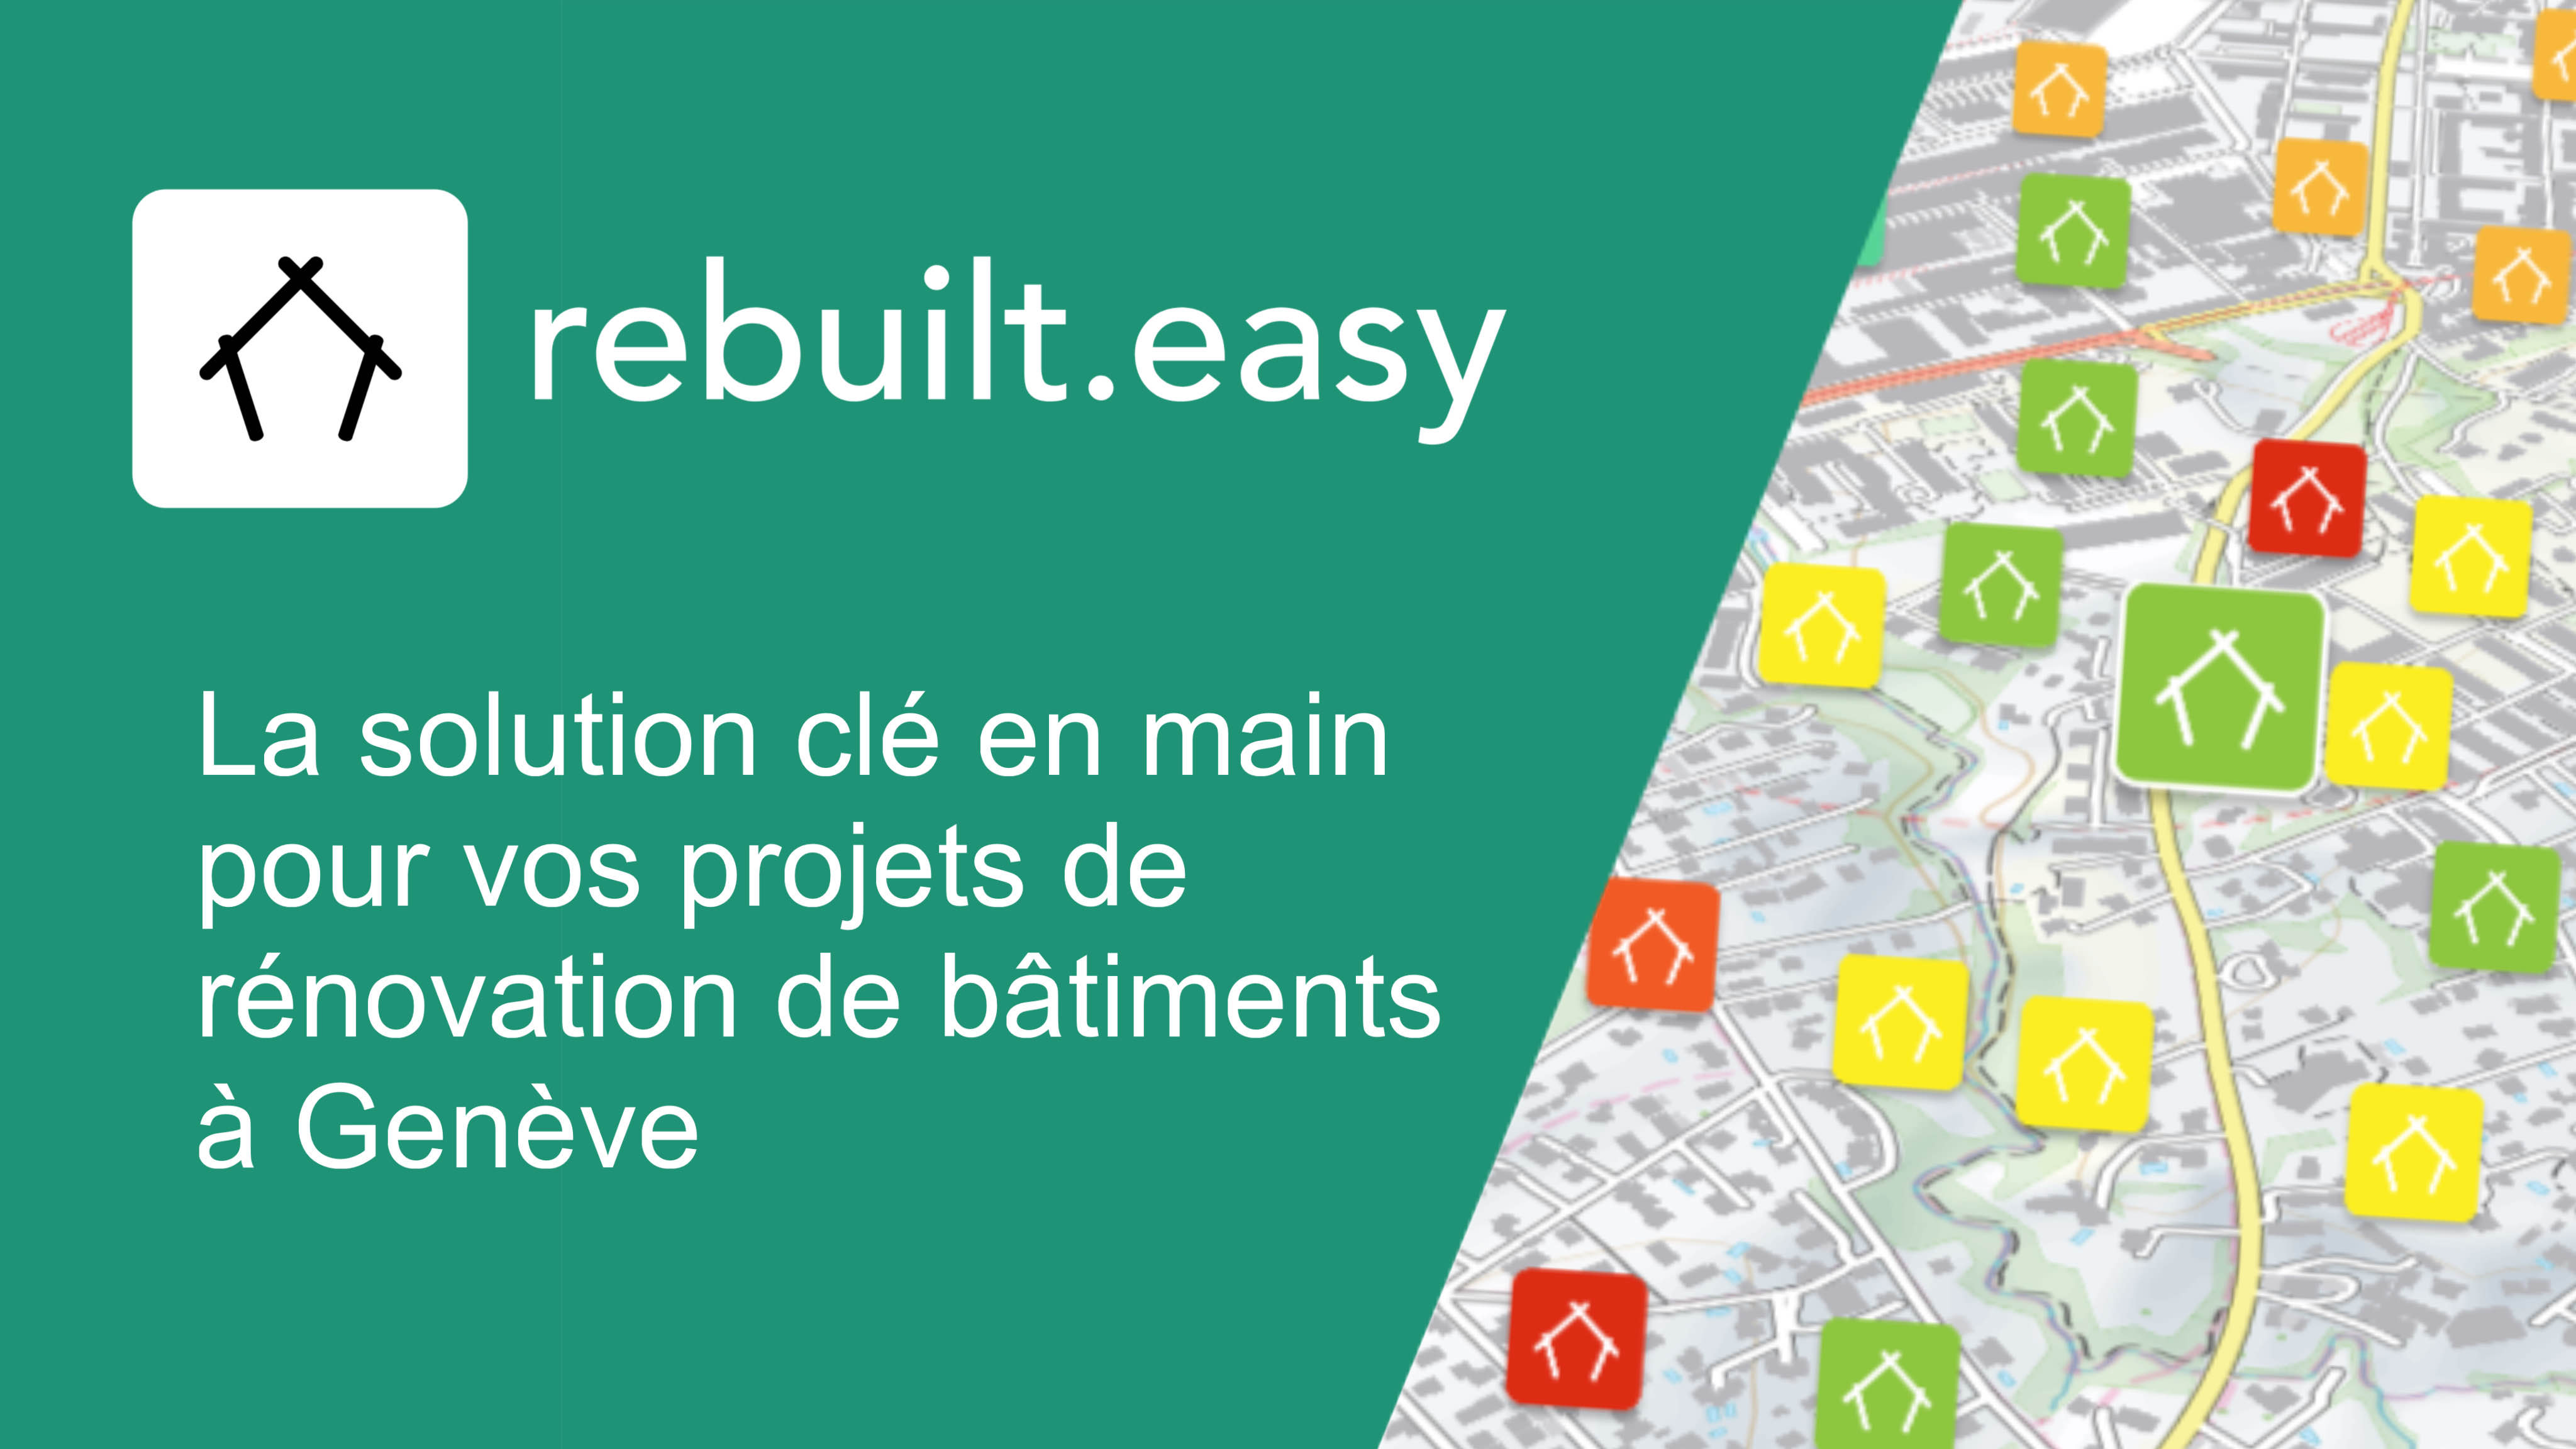 rebuilt.easy
La solution clé en main
pour vos projets de
rénovation de bâtiments
à Genève